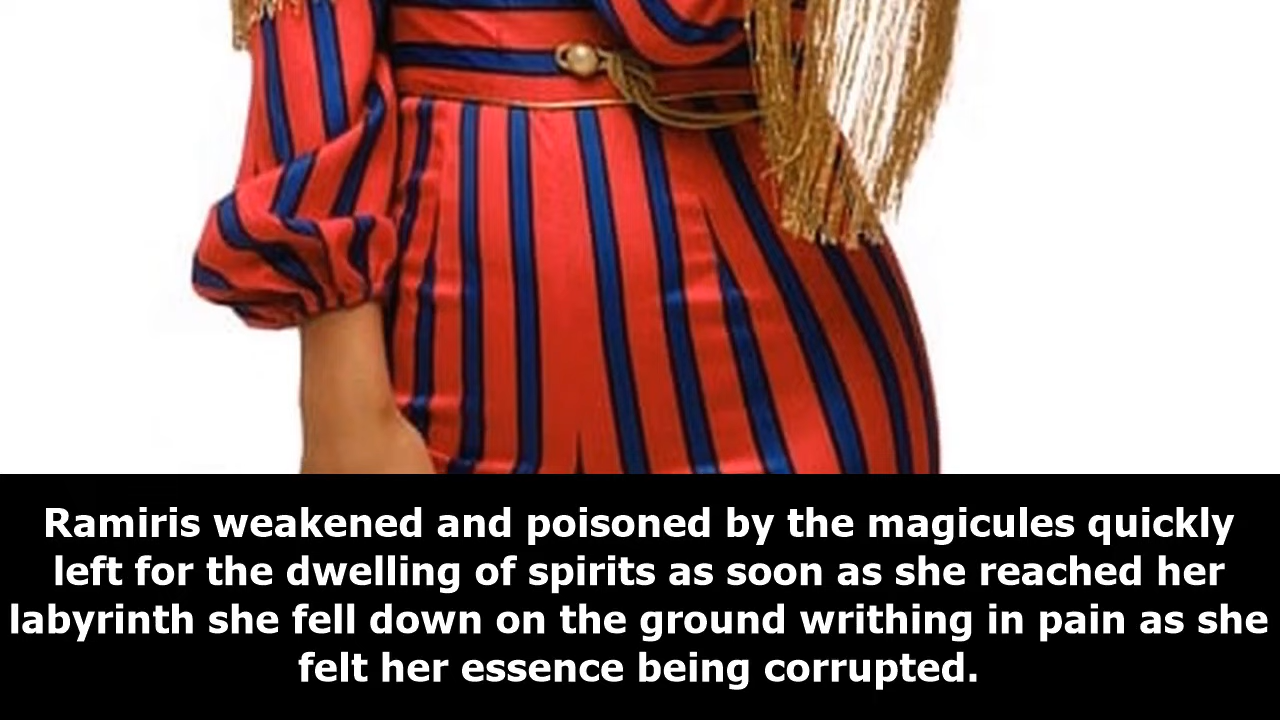 Ramiris weakened and poisoned by the magicules quickly
left for the dwelling of spirits as soon as she reached her
labyrinth she fell down on the ground writhing in pain as she
felt her essence being corrupted.